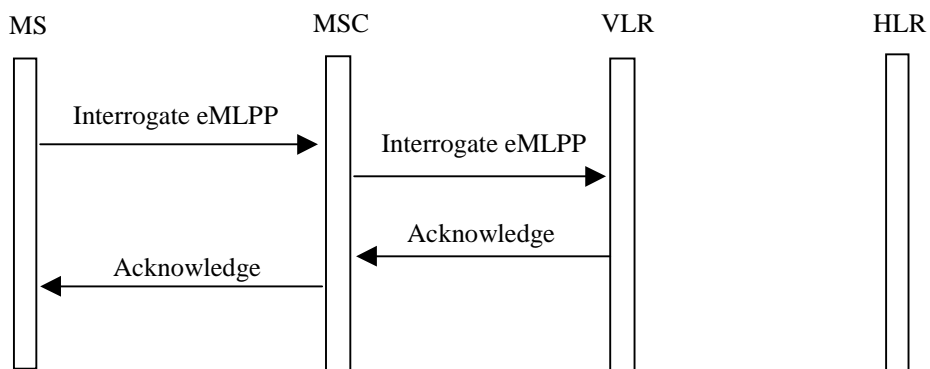 MS
MSC
VLR
HLR
Interrogate eMLPP
Interrogate eMLPP
Acknowledge
Acknowledge